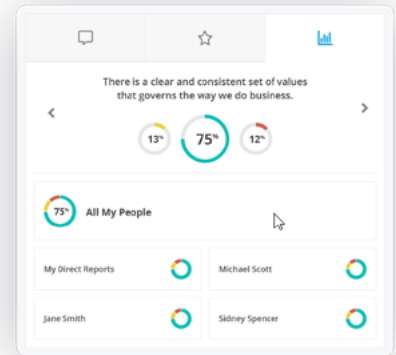 There is a clear and consistent set of values
that governs the way we do business.
13%
75%
12%
75%
All My People
My Direct Reports
Michael Scott
Jane Smith
Sidney Spencer